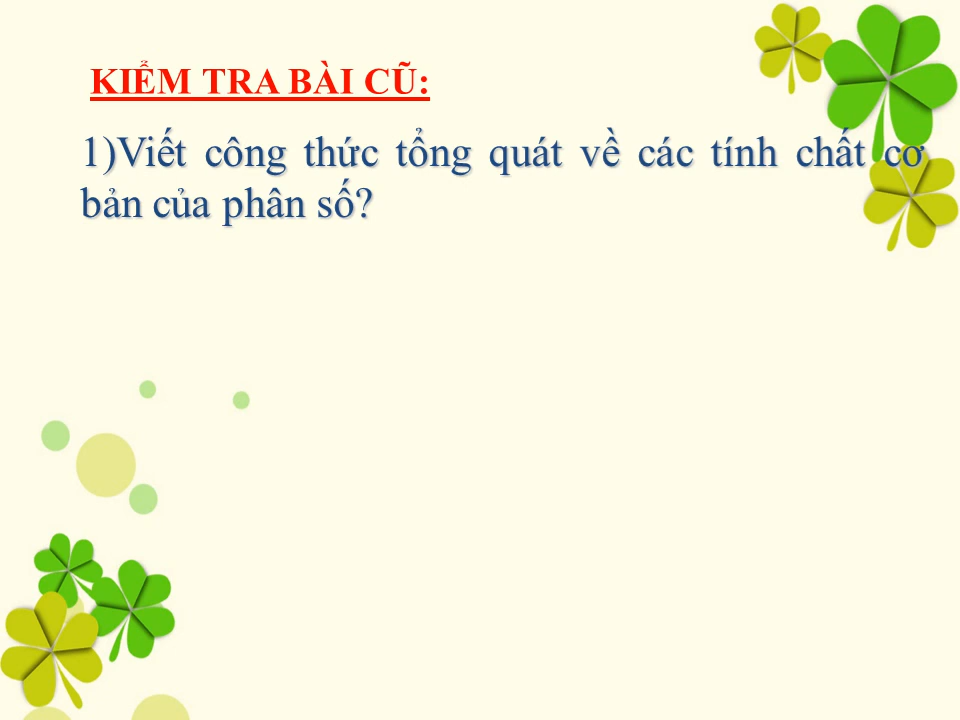 KIỂM TRA BÀI CŨ:
1)Viết công thức tổng quát về các tính chất cơ
bản của phân số?